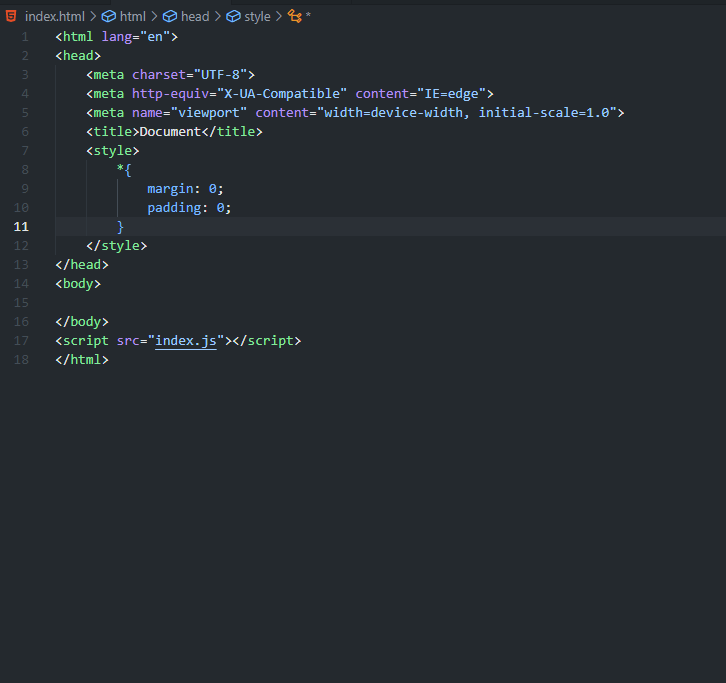 index.html > html > head > style > *
1 <html lang="en">
2 <head>
3     <meta charset="UTF-8">
4     <meta http-equiv="X-UA-Compatible" content="IE=edge">
5     <meta name="viewport" content="width=device-width, initial-scale=1.0">
6     <title>Document</title>
7     <style>
8         *{
9             margin: 0;
10             padding: 0;
11         }
12     </style>
13 </head>
14 <body>
15
16 </body>
17 <script src="index.js"></script>
18 </html>